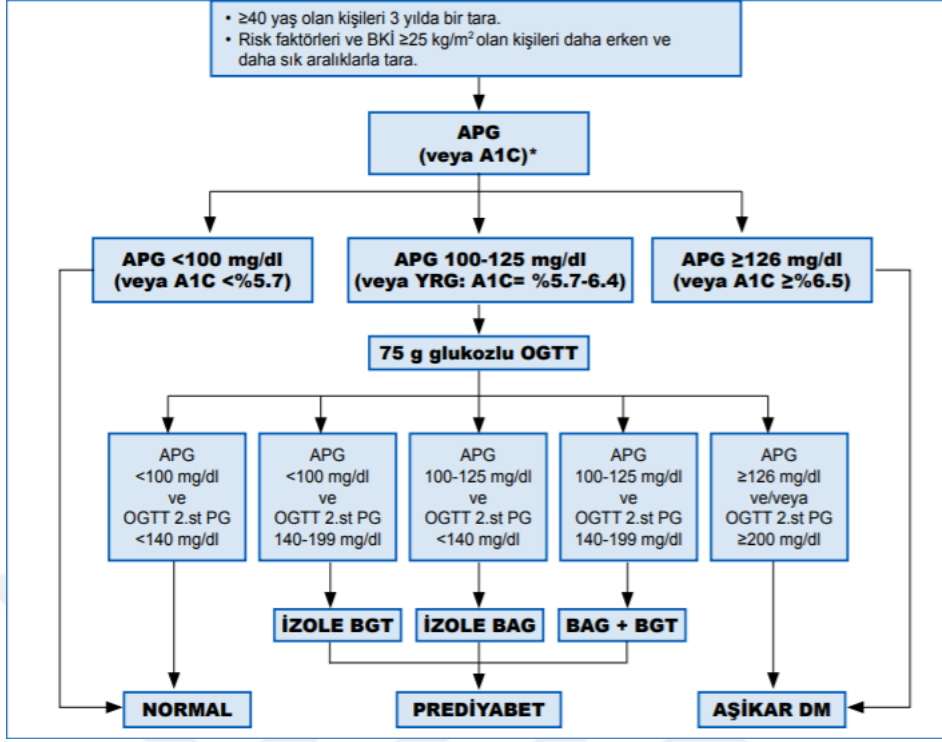 • ≥40 yaş olan kişileri 3 yılda bir tara.
• Risk faktörleri ve BKİ ≥25 kg/m² olan kişileri daha erken ve
daha sık aralıklarla tara.
APG
(veya A1C)*
APG <100 mg/dl
(veya A1C <%5.7)
APG 100-125 mg/dl
(veya YRG: A1C= %5.7-6.4)
APG ≥126 mg/dl
(veya A1C ≥%6.5)
75 g glukozlu OGTT
APG
<100 mg/dl
ve
OGTT 2.st PG
<140 mg/dl
APG
<100 mg/dl
ve
OGTT 2.st PG
140-199 mg/dl
APG
100-125 mg/dl
ve
OGTT 2.st PG
<140 mg/dl
APG
100-125 mg/dl
ve
OGTT 2.st PG
140-199 mg/dl
APG
≥126 mg/dl
ve/veya
OGTT 2.st PG
≥200 mg/dl
İZOLE BGT
İZOLE BAG
BAG + BGT
NORMAL
PREDİYABET
AŞİKAR DM